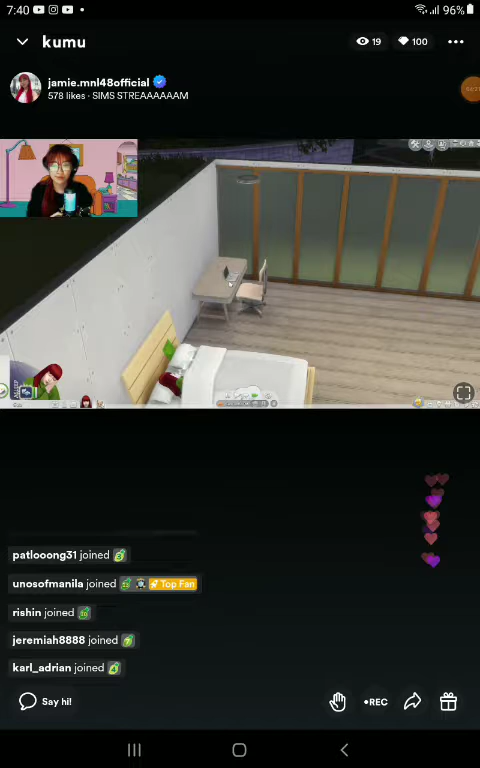 7:40
96%
kumu
19
100
jamie.mnl48official
578 likes · SIMS STREAAAAAAM
patlooong31 joined
unosofmanila joined Top Fan
rishin joined
jeremiah8888 joined
karl_adrian joined
Say hi!
•REC